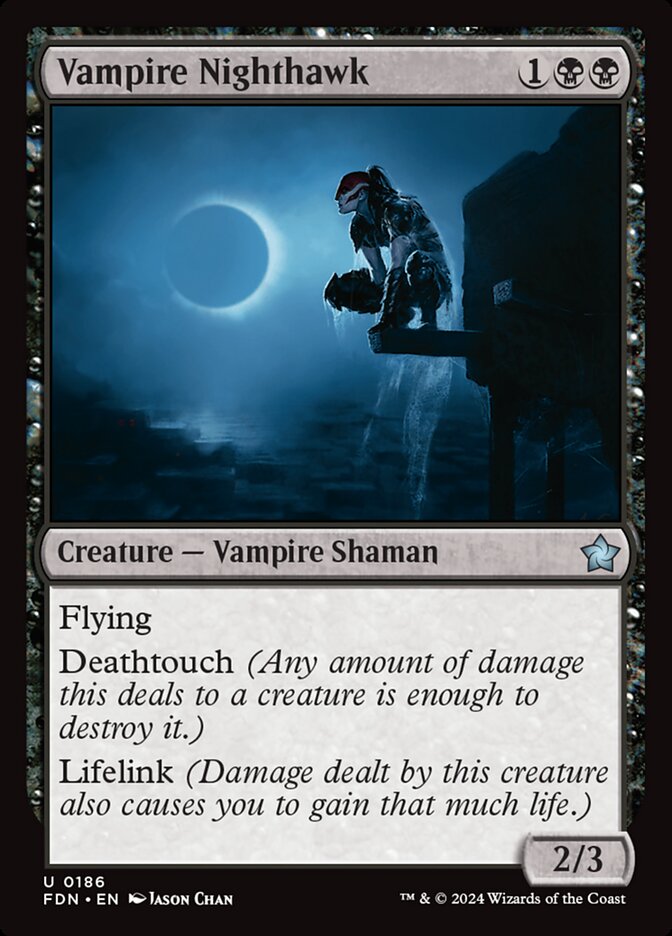 Vampire Nighthawk 1
Creature — Vampire Shaman
Flying
Deathtouch (Any amount of damage
this deals to a creature is enough to
destroy it.)
Lifelink (Damage dealt by this creature
also causes you to gain that much life.)
2/3
U 0186
FDN • EN Jason Chan
™ & © 2024 Wizards of the Coast